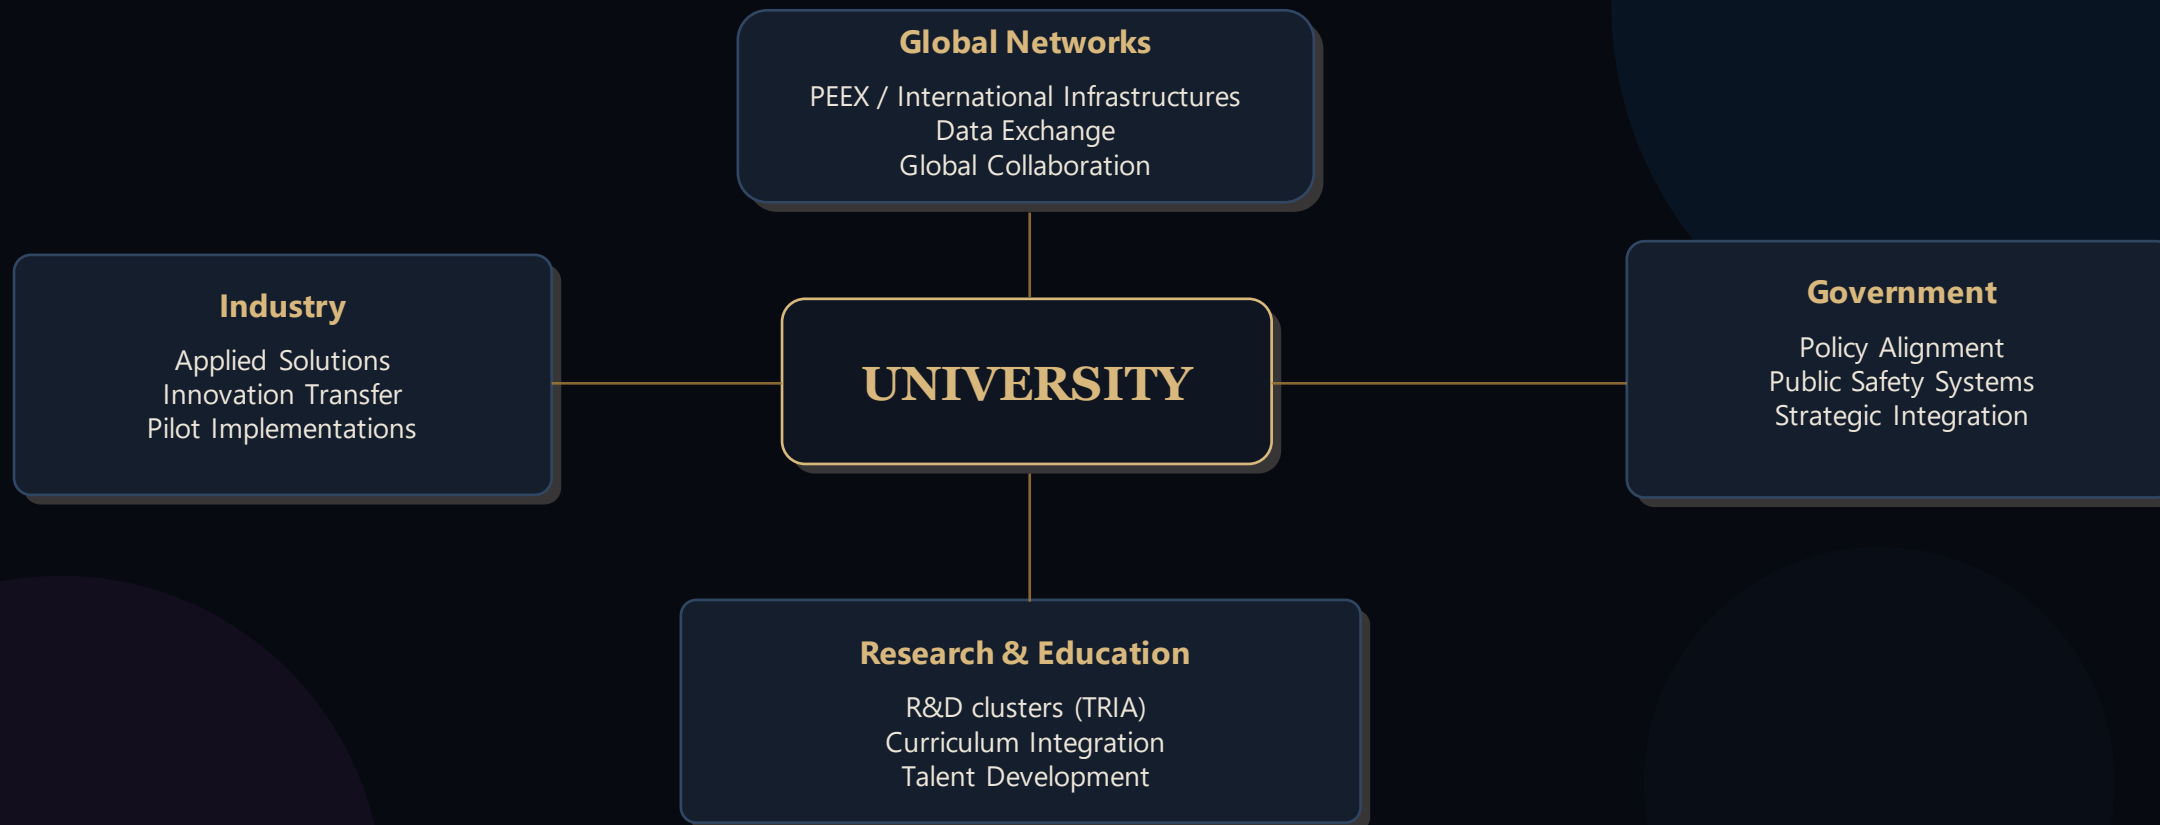 Global Networks
PEEX / International Infrastructures
Data Exchange
Global Collaboration
Industry
Applied Solutions
Innovation Transfer
Pilot Implementations
UNIVERSITY
Government
Policy Alignment
Public Safety Systems
Strategic Integration
Research & Education
R&D clusters (TRIA)
Curriculum Integration
Talent Development